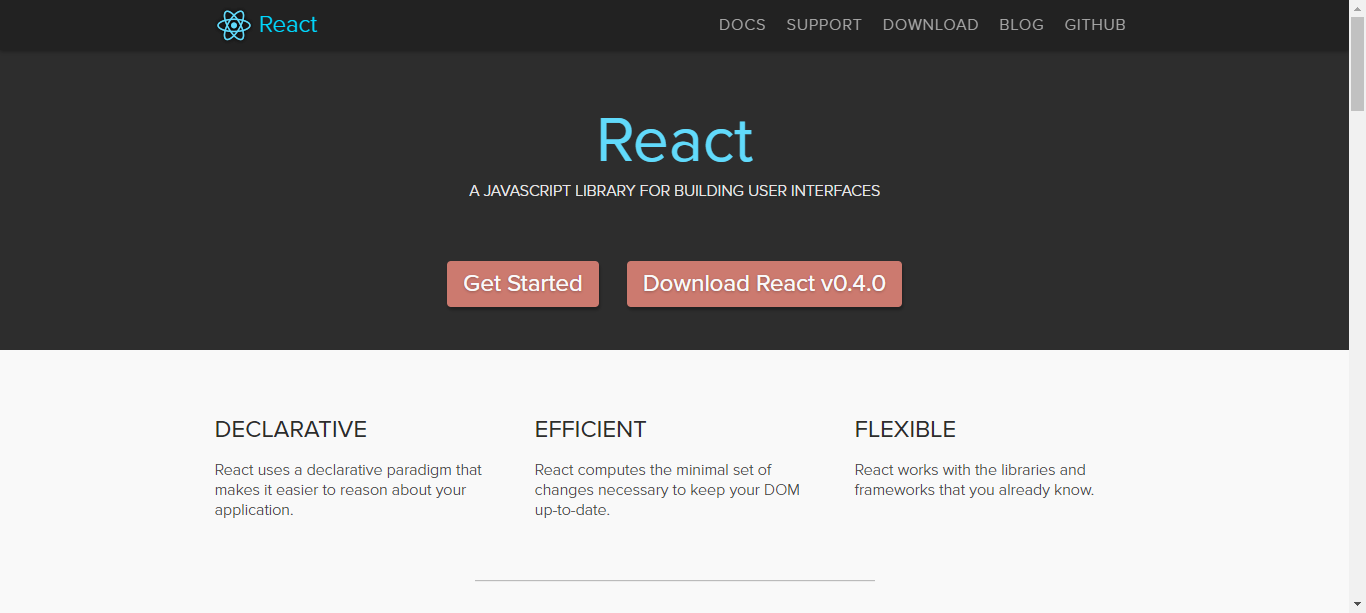 React
DOCS SUPPORT DOWNLOAD BLOG GITHUB
React
A JAVASCRIPT LIBRARY FOR BUILDING USER INTERFACES
Get Started
Download React v0.4.0
DECLARATIVE
React uses a declarative paradigm that
makes it easier to reason about your
application.
EFFICIENT
React computes the minimal set of
changes necessary to keep your DOM
up-to-date.
FLEXIBLE
React works with the libraries and
frameworks that you already know.